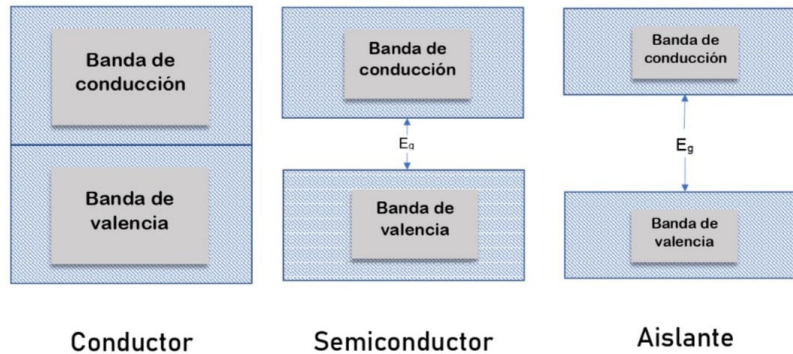 Banda de
conducción
Banda de
valencia
Conductor
Banda de
conducción
Eg
Banda de
valencia
Semiconductor
Banda de
conducción
Eg
Banda de
valencia
Aislante